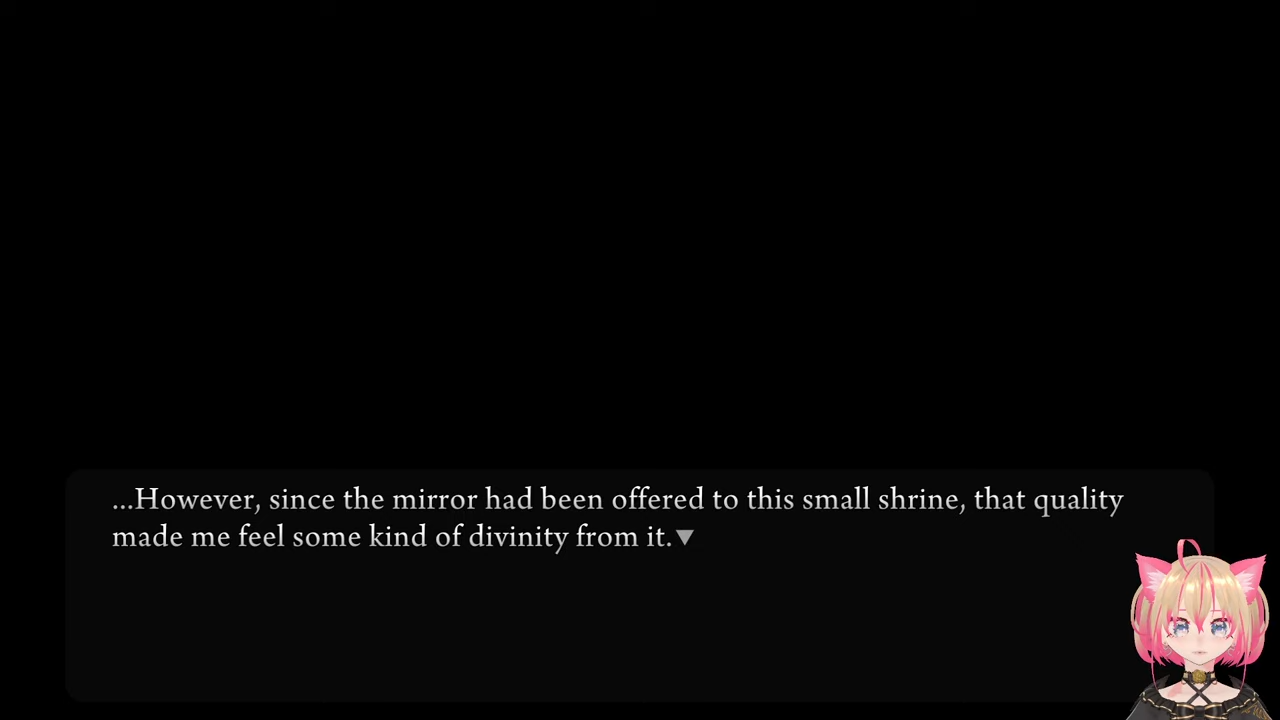 ...However, since the mirror had been offered to this small shrine, that quality
made me feel some kind of divinity from it.